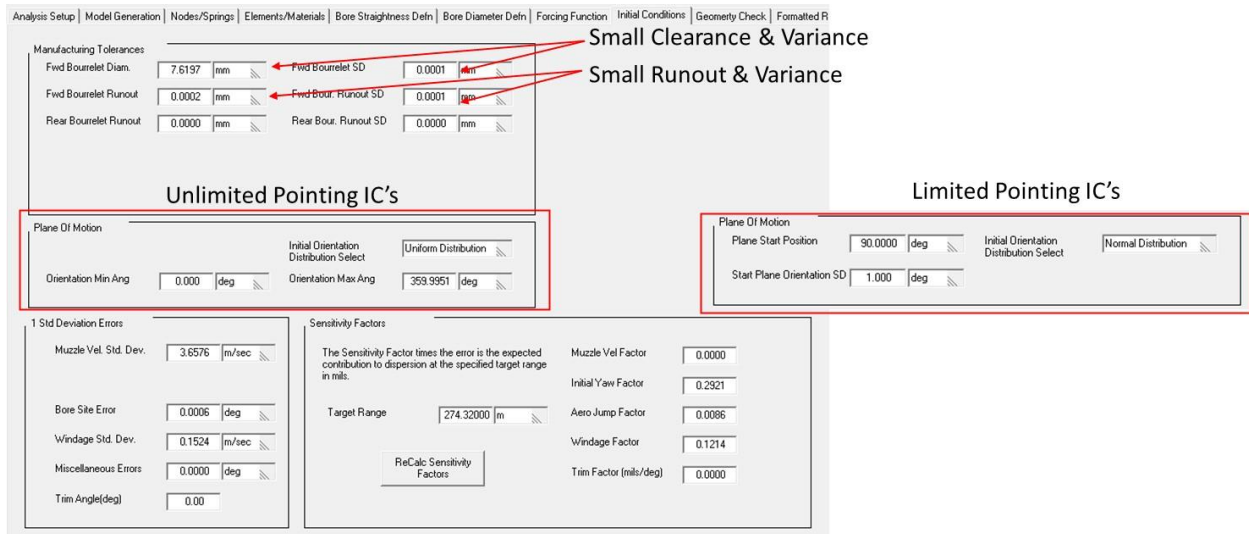 Analysis Setup | Model Generation | Nodes/Springs | Elements/Materials | Bore Straightness Defn | Bore Diameter Defn | Forcing Function | Initial Conditions | Geomerty Check | Formatted R
Small Clearance & Variance
Small Runout & Variance
Manufacturing Tolerances
Fwd Bourrelet Diam. 7.6197 mm Fwd Bourrelet SD 0.0001 mm
Fwd Bourrelet Runout 0.0002 mm Fwd Bour. Runout SD 0.0001 mm
Rear Bourrelet Runout 0.0000 mm Rear Bour. Runout SD 0.0000 mm
Unlimited Pointing IC's
Plane Of Motion
Initial Orientation
Distribution Select Uniform Distribution
Orientation Min Ang 0.000 deg Orientation Max Ang 359.9951 deg
Limited Pointing IC's
Plane Of Motion
Plane Start Position 90.0000 deg Initial Orientation
Distribution Select Normal Distribution
Start Plane Orientation SD 1.000 deg
1 Std Deviation Errors
Muzzle Vel. Std. Dev. 3.6576 m/sec
Bore Site Error 0.0006 deg
Windage Std. Dev. 0.1524 m/sec
Miscellaneous Errors 0.0000 deg
Trim Angle(deg) 0.00
Sensitivity Factors
The Sensitivity Factor times the error is the expected
contribution to dispersion at the specified target range
in mils.
Target Range 274.32000 m
ReCalc Sensitivity
Factors
Muzzle Vel Factor 0.0000
Initial Yaw Factor 0.2921
Aero Jump Factor 0.0086
Windage Factor 0.1214
Trim Factor (mils/deg) 0.0000